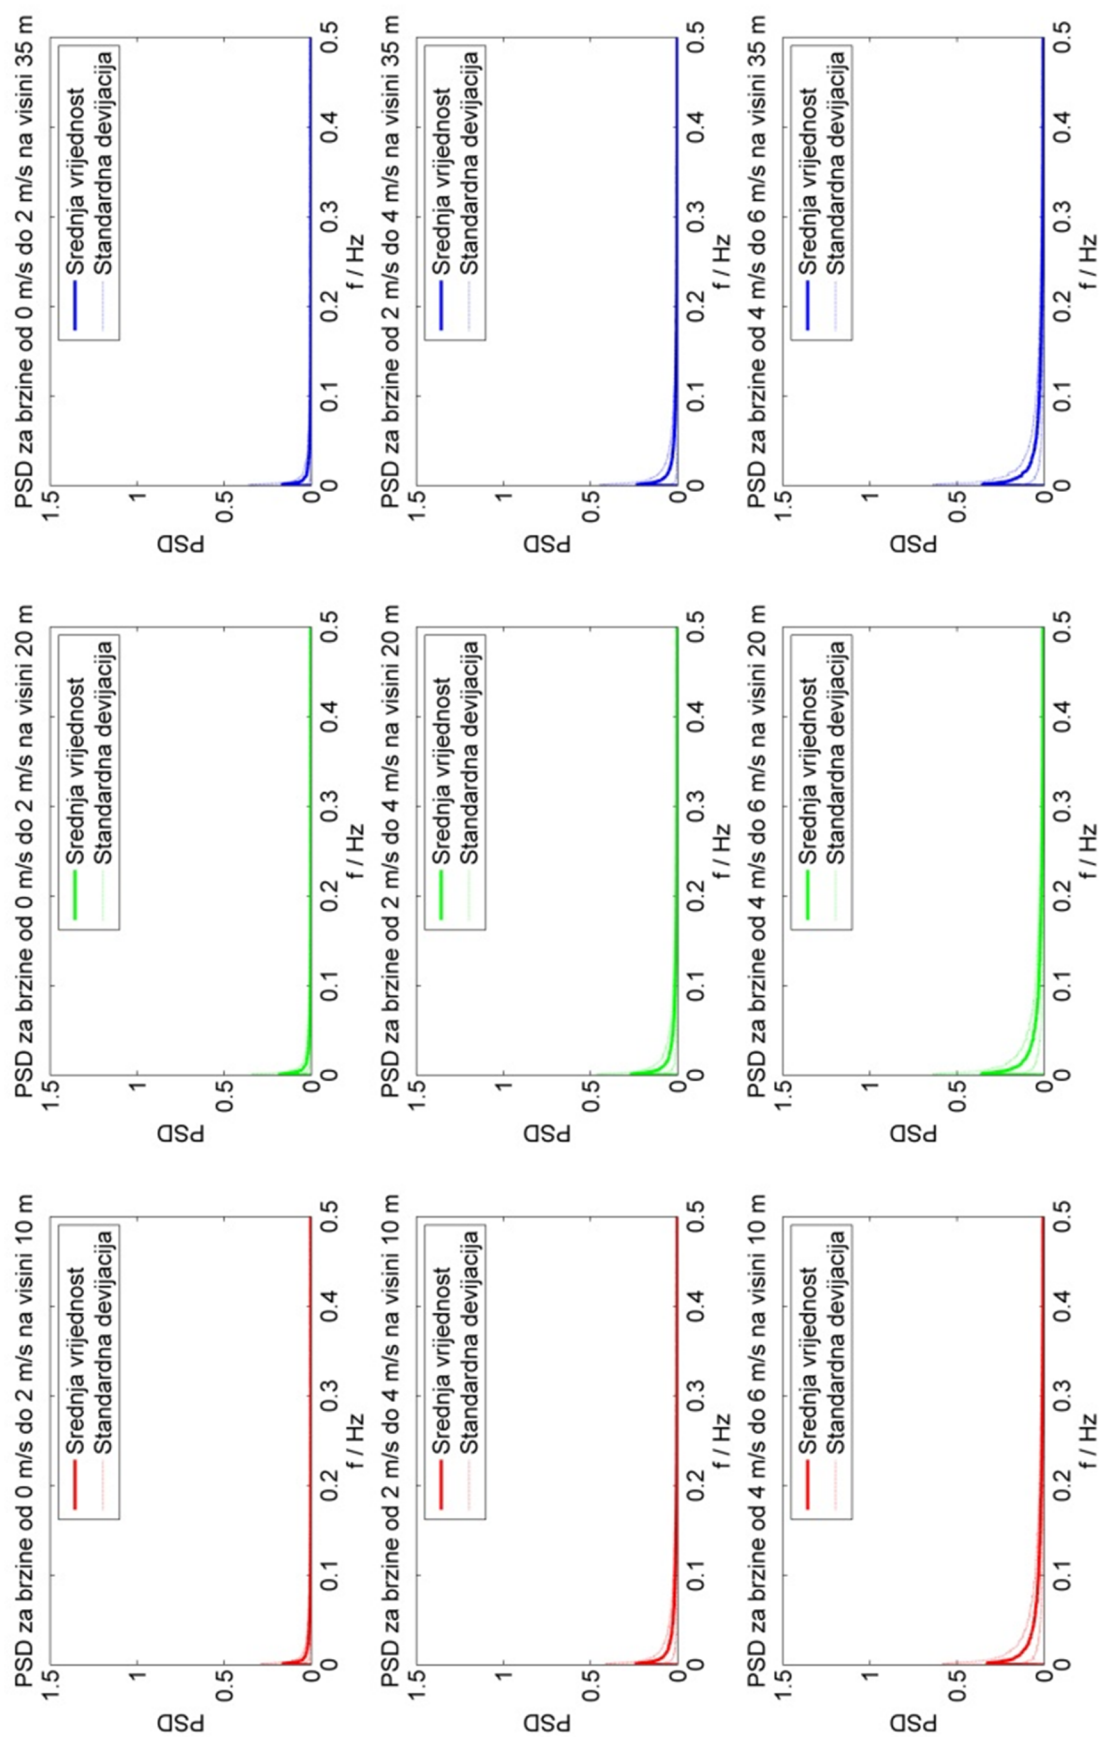 PSD za brzine od 0 m/s do 2 m/s na visini 10 m
1.5
Srednja vrijednost
Standardna devijacija
1
PSD
0.5
0
0 0.1 0.2 0.3 0.4 0.5
f / Hz
PSD za brzine od 0 m/s do 2 m/s na visini 20 m
1.5
Srednja vrijednost
Standardna devijacija
1
PSD
0.5
0
0 0.1 0.2 0.3 0.4 0.5
f / Hz
PSD za brzine od 0 m/s do 2 m/s na visini 35 m
1.5
Srednja vrijednost
Standardna devijacija
1
PSD
0.5
0
0 0.1 0.2 0.3 0.4 0.5
f / Hz
PSD za brzine od 2 m/s do 4 m/s na visini 10 m
1.5
Srednja vrijednost
Standardna devijacija
1
PSD
0.5
0
0 0.1 0.2 0.3 0.4 0.5
f / Hz
PSD za brzine od 2 m/s do 4 m/s na visini 20 m
1.5
Srednja vrijednost
Standardna devijacija
1
PSD
0.5
0
0 0.1 0.2 0.3 0.4 0.5
f / Hz
PSD za brzine od 2 m/s do 4 m/s na visini 35 m
1.5
Srednja vrijednost
Standardna devijacija
1
PSD
0.5
0
0 0.1 0.2 0.3 0.4 0.5
f / Hz
PSD za brzine od 4 m/s do 6 m/s na visini 10 m
1.5
Srednja vrijednost
Standardna devijacija
1
PSD
0.5
0
0 0.1 0.2 0.3 0.4 0.5
f / Hz
PSD za brzine od 4 m/s do 6 m/s na visini 20 m
1.5
Srednja vrijednost
Standardna devijacija
1
PSD
0.5
0
0 0.1 0.2 0.3 0.4 0.5
f / Hz
PSD za brzine od 4 m/s do 6 m/s na visini 35 m
1.5
Srednja vrijednost
Standardna devijacija
1
PSD
0.5
0
0 0.1 0.2 0.3 0.4 0.5
f / Hz